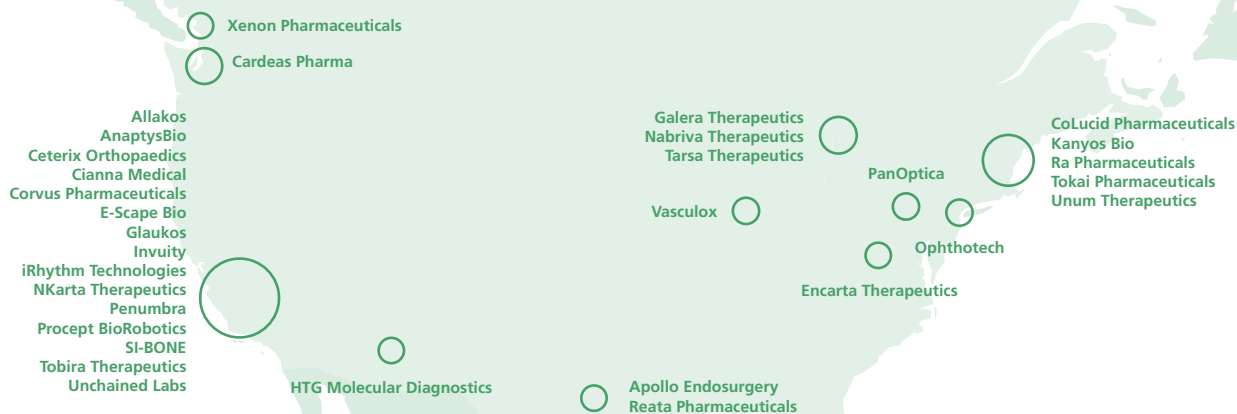 Xenon Pharmaceuticals
Cardeas Pharma
Allakos
AnaptysBio
Ceterix Orthopaedics
Cianna Medical
Corvus Pharmaceuticals
E-Scape Bio
Glaukos
Invuity
iRhythm Technologies
NKarta Therapeutics
Penumbra
Procept BioRobotics
SI-BONE
Tobira Therapeutics
Unchained Labs
HTG Molecular Diagnostics
Galera Therapeutics
Nabriva Therapeutics
Tarsa Therapeutics
Vasculox
PanOptica
Ophthotech
Encarta Therapeutics
Apollo Endosurgery
Reata Pharmaceuticals
CoLucid Pharmaceuticals
Kanyos Bio
Ra Pharmaceuticals
Tokai Pharmaceuticals
Unum Therapeutics